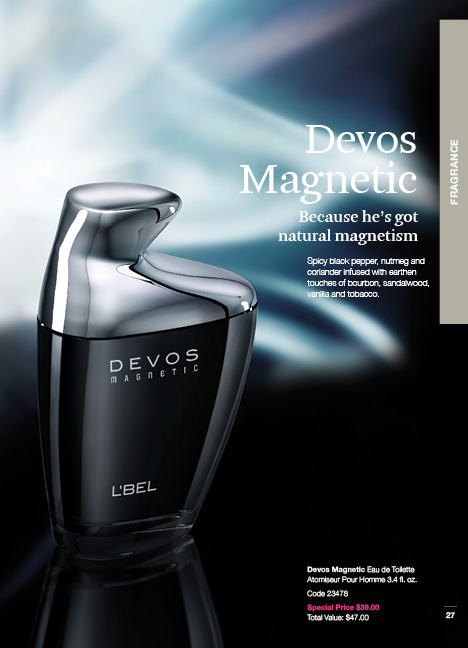 FRAGRANCE
Devos
Magnetic
Because he's got
natural magnetism
Spicy black pepper, nutmeg and
coriander infused with earthen
touches of bourbon, sandalwood,
vanilla and tobacco.
DEVOS
MAGNETIC
L'BEL
Devos Magnetic Eau de Toilette
Atomiseur Pour Homme 3.4 fl. oz.
Code 23478
Special Price $39.00
Total Value: $47.00
27